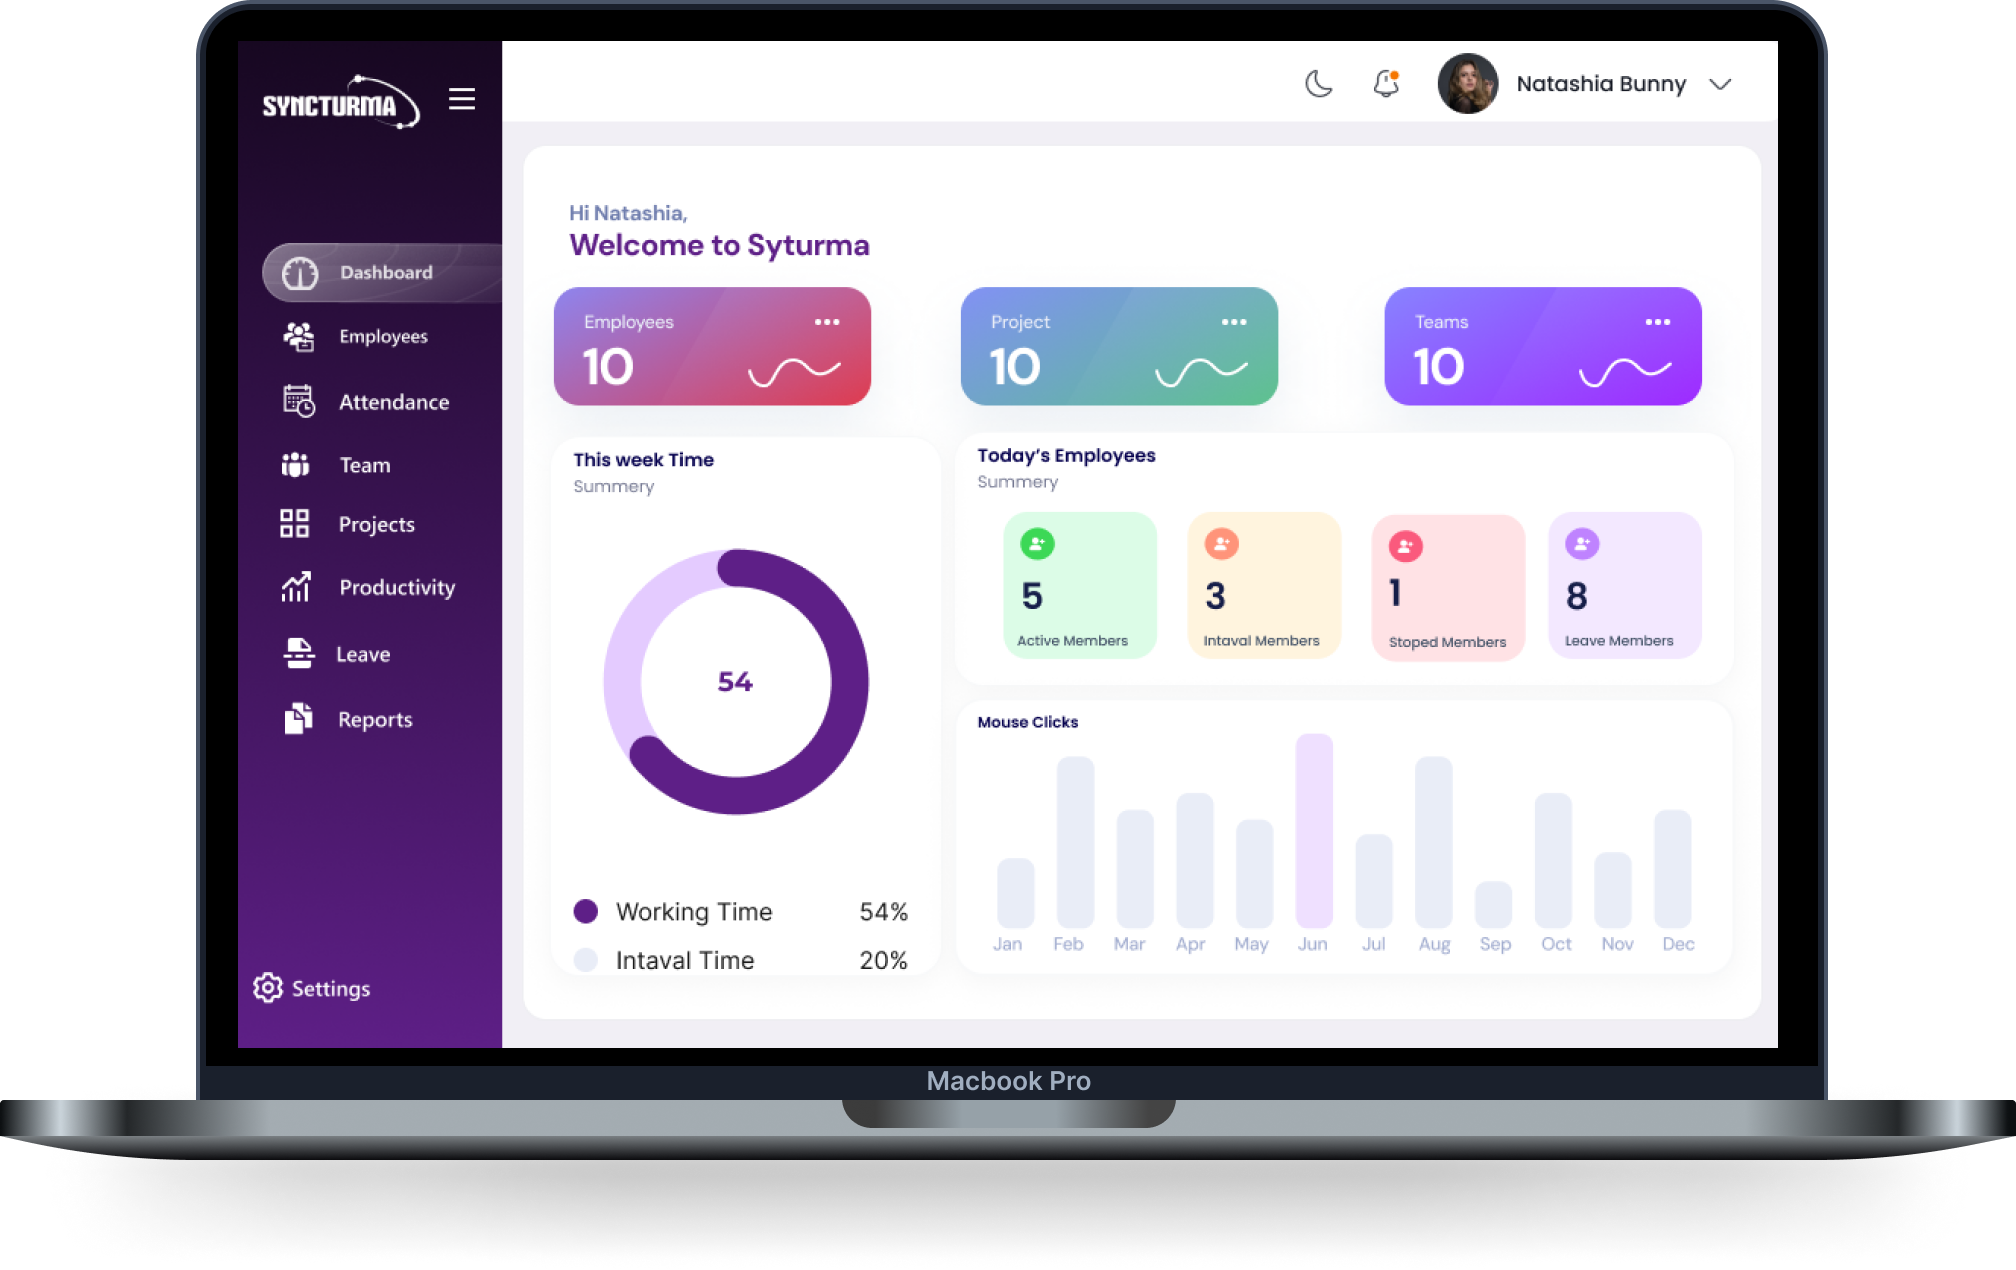 SYNCTURMA
Natashia Bunny
Dashboard
Employees
Attendance
Team
Projects
Productivity
Leave
Reports
Settings
Hi Natashia,
Welcome to Syturma
Employees
10
Project
10
Teams
10
This week Time
Summery
54
Working Time 54%
Intaval Time 20%
Today's Employees
Summery
5
Active Members
3
Intaval Members
1
Stoped Members
8
Leave Members
Mouse Clicks
Jan Feb Mar Apr May Jun Jul Aug Sep Oct Nov Dec
Macbook Pro